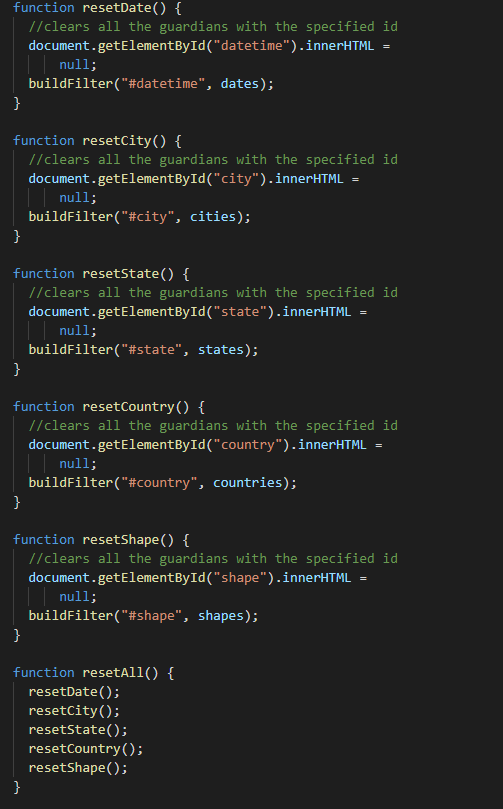 function resetDate() {
//clears all the guardians with the specified id
document.getElementById("datetime").innerHTML =
null;
buildFilter("#datetime", dates);
}
function resetCity() {
//clears all the guardians with the specified id
document.getElementById("city").innerHTML =
null;
buildFilter("#city", cities);
}
function resetState() {
//clears all the guardians with the specified id
document.getElementById("state").innerHTML =
null;
buildFilter("#state", states);
}
function resetCountry() {
//clears all the guardians with the specified id
document.getElementById("country").innerHTML =
null;
buildFilter("#country", countries);
}
function resetShape() {
//clears all the guardians with the specified id
document.getElementById("shape").innerHTML =
null;
buildFilter("#shape", shapes);
}
function resetAll() {
resetDate();
resetCity();
resetState();
resetCountry();
resetShape();
}